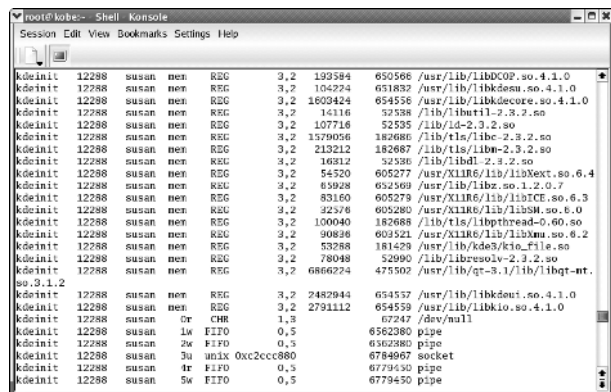 root@kobe:~ - Shell - Konsole
Session Edit View Bookmarks Settings Help
kdeinit 12288 susan mem REG 3,2 193584 650566 /usr/lib/libDCOP.so.4.1.0
kdeinit 12288 susan mem REG 3,2 104224 651832 /usr/lib/libkdesu.so.4.1.0
kdeinit 12288 susan mem REG 3,2 1603424 654556 /usr/lib/libkdecore.so.4.1.0
kdeinit 12288 susan mem REG 3,2 14116 52538 /lib/libutil-2.3.2.so
kdeinit 12288 susan mem REG 3,2 107716 52535 /lib/ld-2.3.2.so
kdeinit 12288 susan mem REG 3,2 1579056 182686 /lib/tls/libc-2.3.2.so
kdeinit 12288 susan mem REG 3,2 213212 182687 /lib/tls/libm-2.3.2.so
kdeinit 12288 susan mem REG 3,2 16312 52536 /lib/libdl-2.3.2.so
kdeinit 12288 susan mem REG 3,2 54520 605277 /usr/X11R6/lib/libXext.so.6.4
kdeinit 12288 susan mem REG 3,2 65928 652569 /usr/lib/libz.so.1.2.0.7
kdeinit 12288 susan mem REG 3,2 83160 605279 /usr/X11R6/lib/libICE.so.6.3
kdeinit 12288 susan mem REG 3,2 32576 605280 /usr/X11R6/lib/libSM.so.6.0
kdeinit 12288 susan mem REG 3,2 100040 182688 /lib/tls/libpthread-0.60.so
kdeinit 12288 susan mem REG 3,2 90836 603521 /usr/X11R6/lib/libXmu.so.6.2
kdeinit 12288 susan mem REG 3,2 53288 181429 /usr/lib/kde3/kio_file.so
kdeinit 12288 susan mem REG 3,2 78048 52990 /lib/libresolv-2.3.2.so
kdeinit 12288 susan mem REG 3,2 6866224 475502 /usr/lib/qt-3.1/lib/libqt-mt.
so.3.1.2
kdeinit 12288 susan mem REG 3,2 2482944 654557 /usr/lib/libkdeui.so.4.1.0
kdeinit 12288 susan mem REG 3,2 2791112 654559 /usr/lib/libkio.so.4.1.0
kdeinit 12288 susan 0r CHR 1,3 67247 /dev/null
kdeinit 12288 susan 1w FIFO 0,5 6562380 pipe
kdeinit 12288 susan 2w FIFO 0,5 6562380 pipe
kdeinit 12288 susan 3u unix 0xc2ccc880 6784967 socket
kdeinit 12288 susan 4r FIFO 0,5 6779450 pipe
kdeinit 12288 susan 5w FIFO 0,5 6779450 pipe